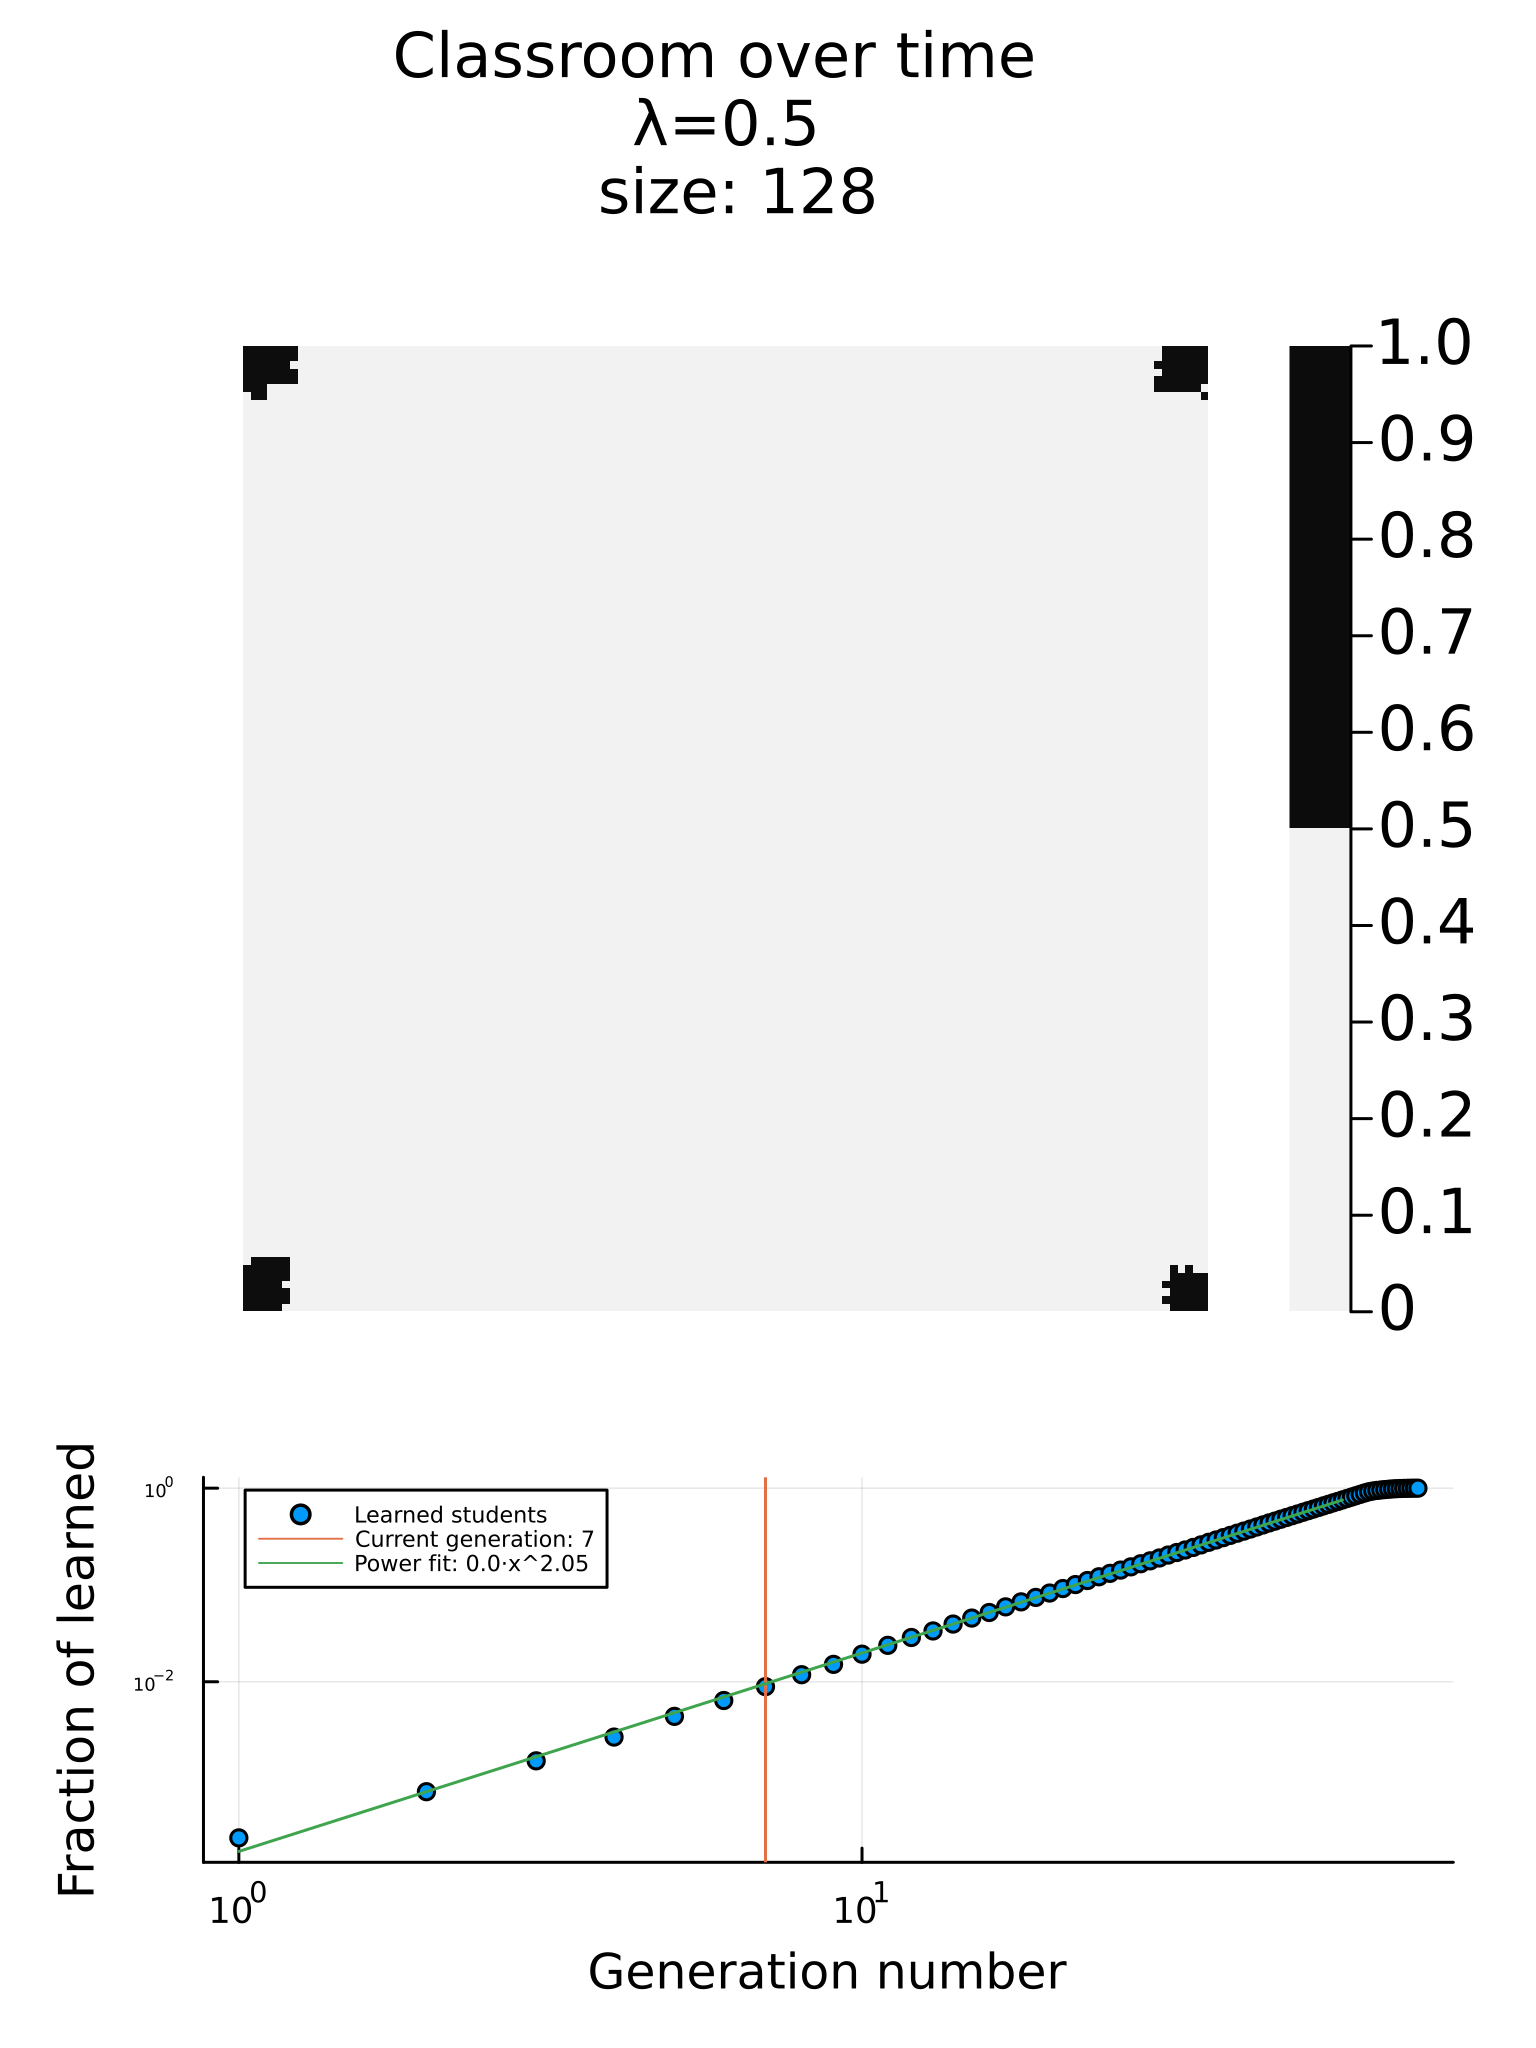 Classroom over time
λ=0.5
size: 128
1.0
0.9
0.8
0.7
0.6
0.5
0.4
0.3
0.2
0.1
0
Fraction of learned
10^0
10^−2
Learned students
Current generation: 7
Power fit: 0.0·x^2.05
10^0
10^1
Generation number